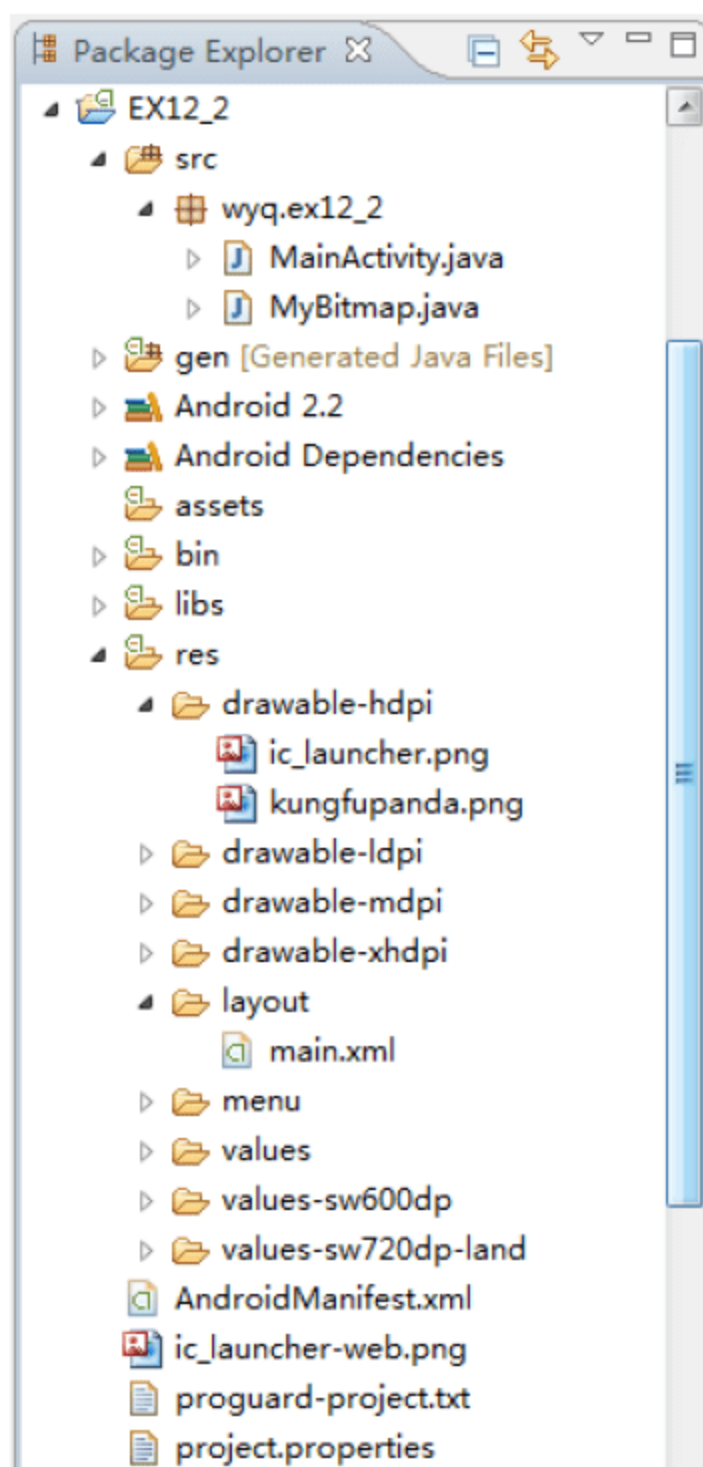 Package Explorer
EX12_2
src
wyq.ex12_2
MainActivity.java
MyBitmap.java
gen [Generated Java Files]
Android 2.2
Android Dependencies
assets
bin
libs
res
drawable-hdpi
ic_launcher.png
kungfupanda.png
drawable-ldpi
drawable-mdpi
drawable-xhdpi
layout
main.xml
menu
values
values-sw600dp
values-sw720dp-land
AndroidManifest.xml
ic_launcher-web.png
proguard-project.txt
project.properties